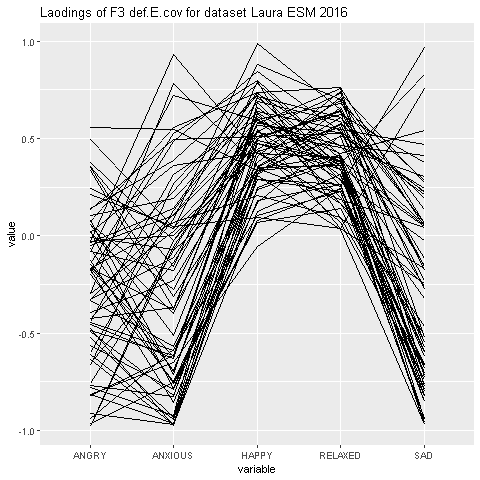 Laodings of F3 def.E.cov for dataset Laura ESM 2016
1.0
0.5
0.0
-0.5
-1.0
value
ANGRY ANXIOUS HAPPY RELAXED SAD
variable